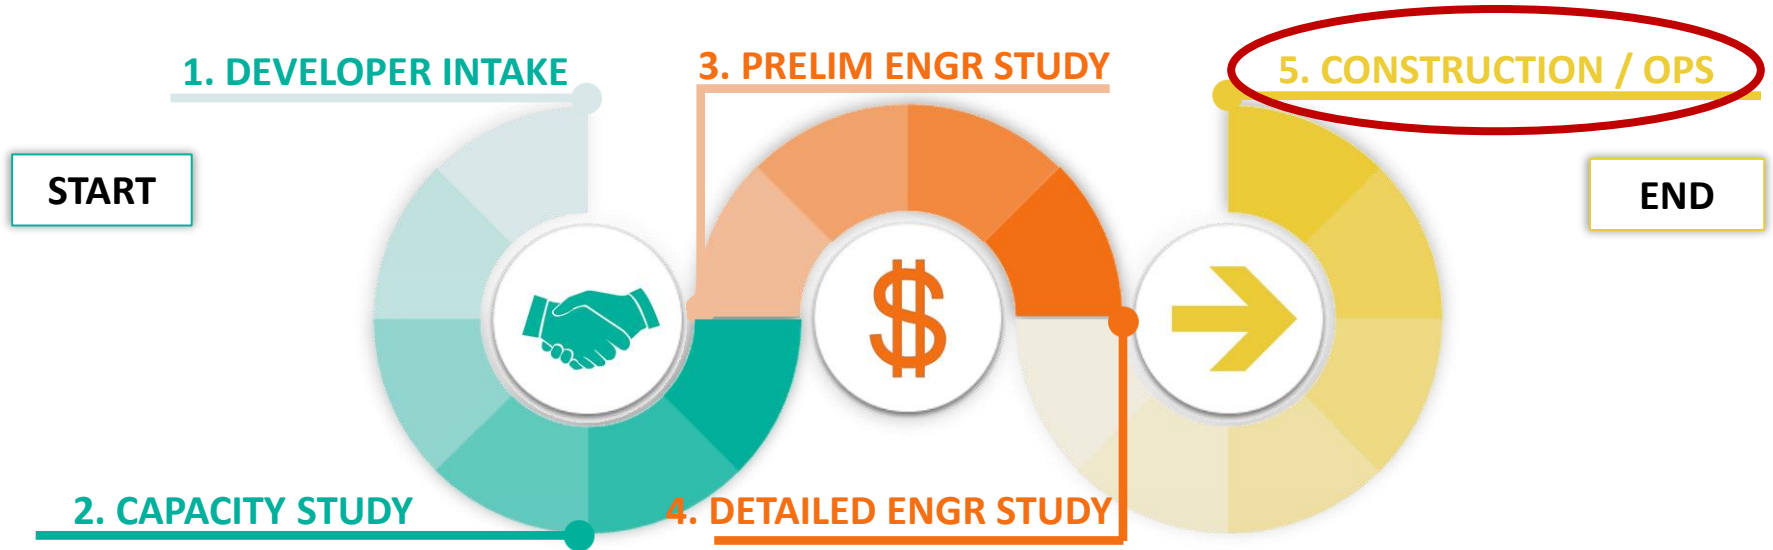 1. DEVELOPER INTAKE
3. PRELIM ENGR STUDY
5. CONSTRUCTION / OPS
START
END
$
2. CAPACITY STUDY
4. DETAILED ENGR STUDY